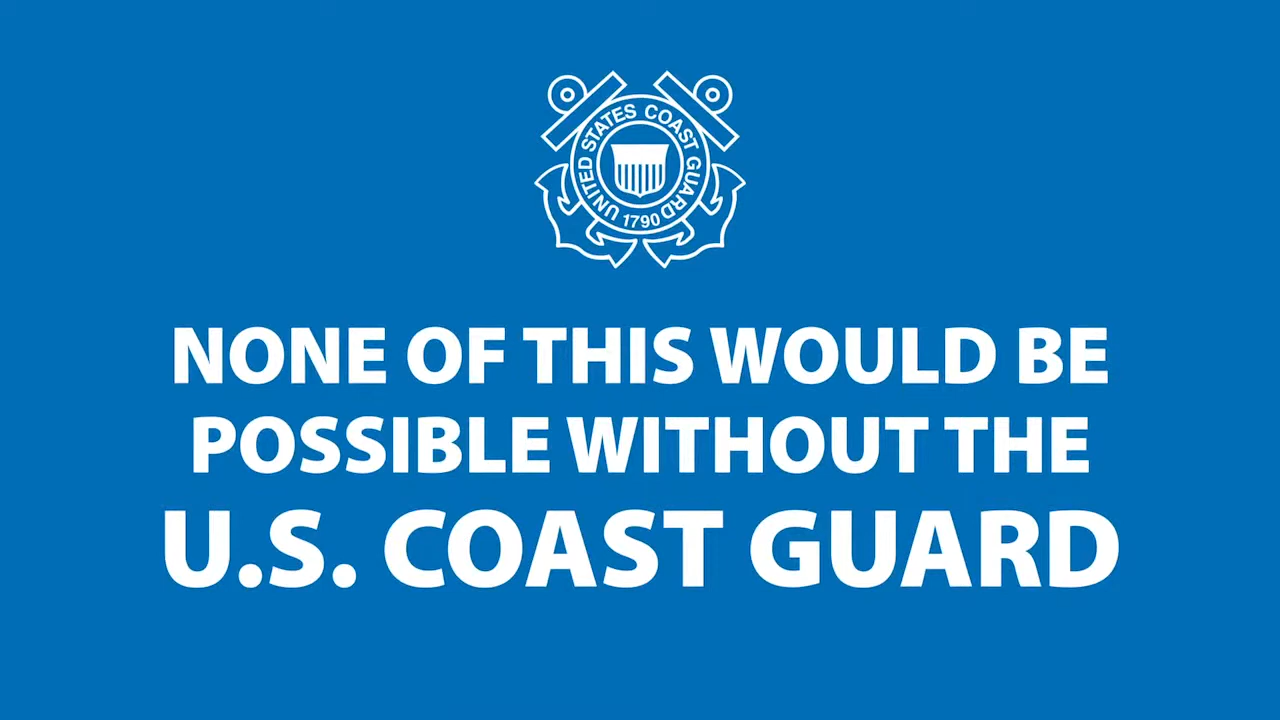 UNITED STATES COAST GUARD
1790
NONE OF THIS WOULD BE
POSSIBLE WITHOUT THE
U.S. COAST GUARD